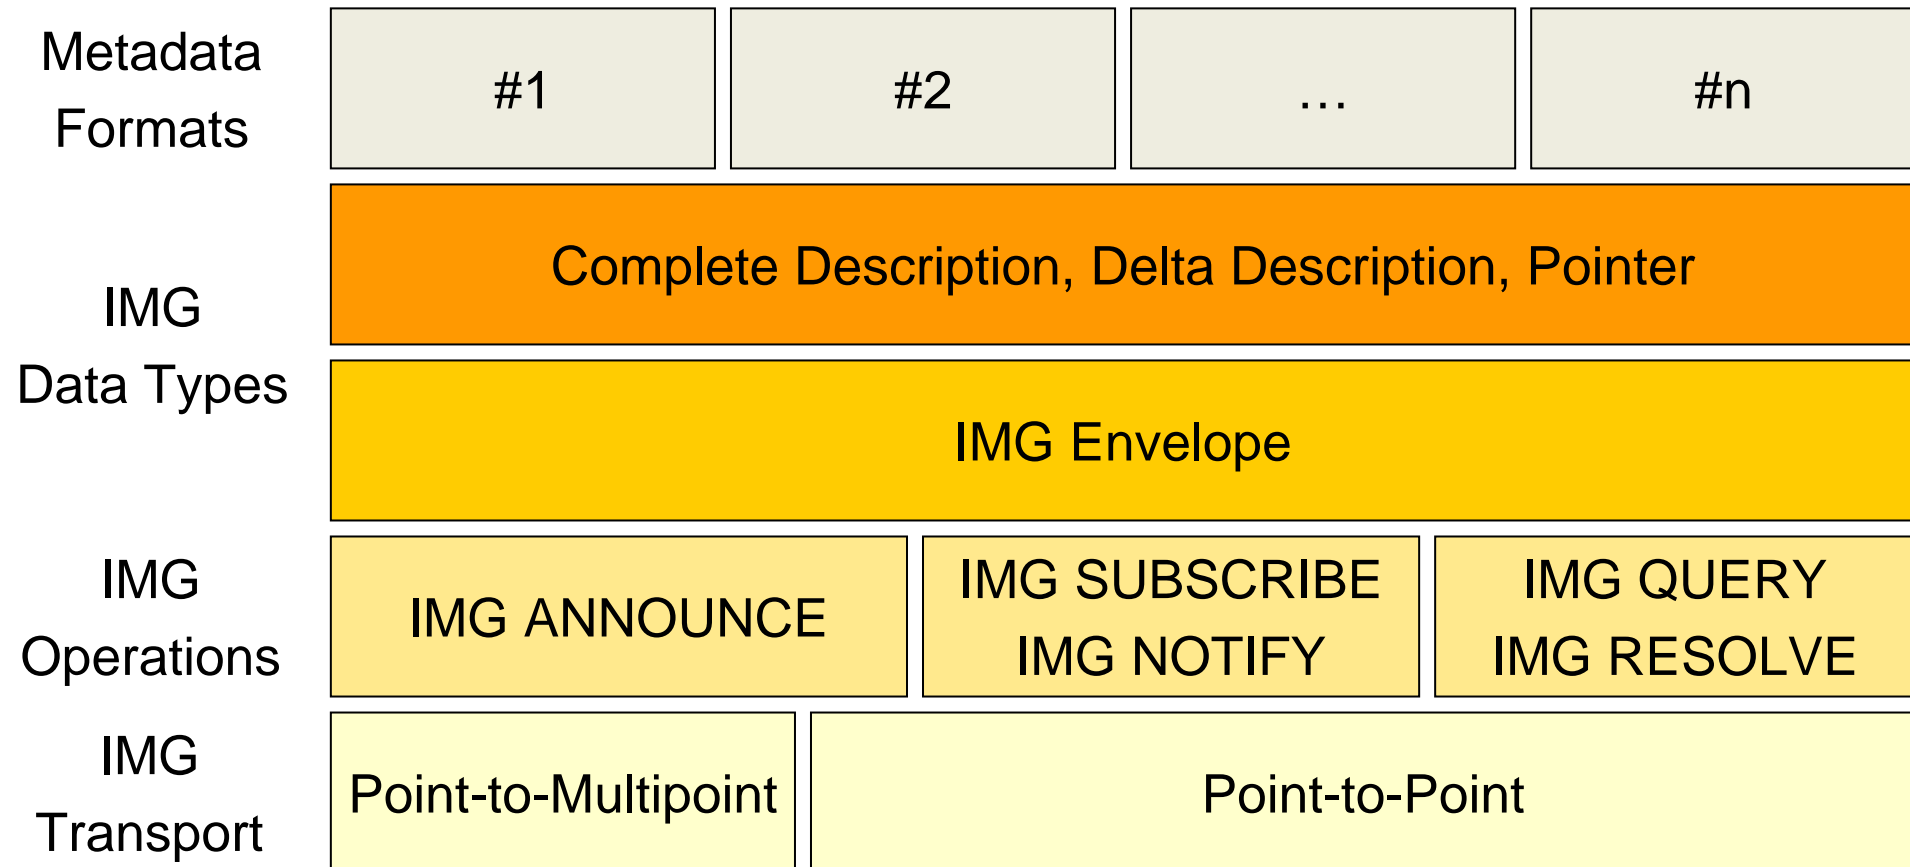 Metadata
Formats
#1
#2
…
#n
IMG
Data Types
Complete Description, Delta Description, Pointer
IMG Envelope
IMG
Operations
IMG ANNOUNCE
IMG SUBSCRIBE
IMG NOTIFY
IMG QUERY
IMG RESOLVE
IMG
Transport
Point-to-Multipoint
Point-to-Point